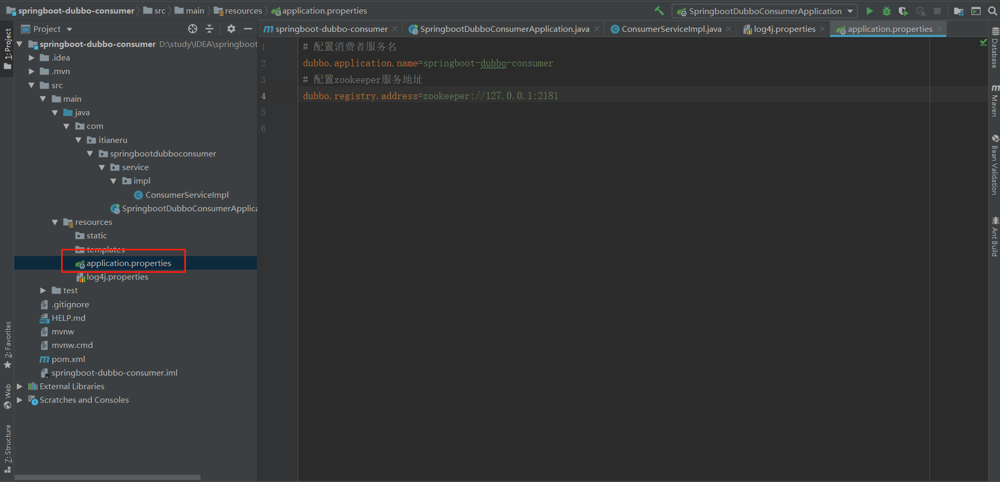 springboot-dubbo-consumer src main resources application.properties
SpringbootDubboConsumerApplication
Project
springboot-dubbo-consumer
SpringbootDubboConsumerApplication.java
ConsumerServiceImpl.java
log4j.properties
application.properties
1: Project
2: Favorites
Web
7: Structure
springboot-dubbo-consumer D:\study\IDEA\springboot
.idea
.mvn
src
main
java
com
itianeru
springbootdubboconsumer
service
impl
ConsumerServiceImpl
SpringbootDubboConsumerApplica
resources
static
templates
application.properties
log4j.properties
test
.gitignore
HELP.md
mvnw
mvnw.cmd
pom.xml
springboot-dubbo-consumer.iml
External Libraries
Scratches and Consoles
1 # 配置消费者服务名
2 dubbo.application.name=springboot-dubbo-consumer
3 # 配置zookeeper服务地址
4 dubbo.registry.address=zookeeper://127.0.0.1:2181
5
6
Database
Maven
Bean Validation
Ant Build